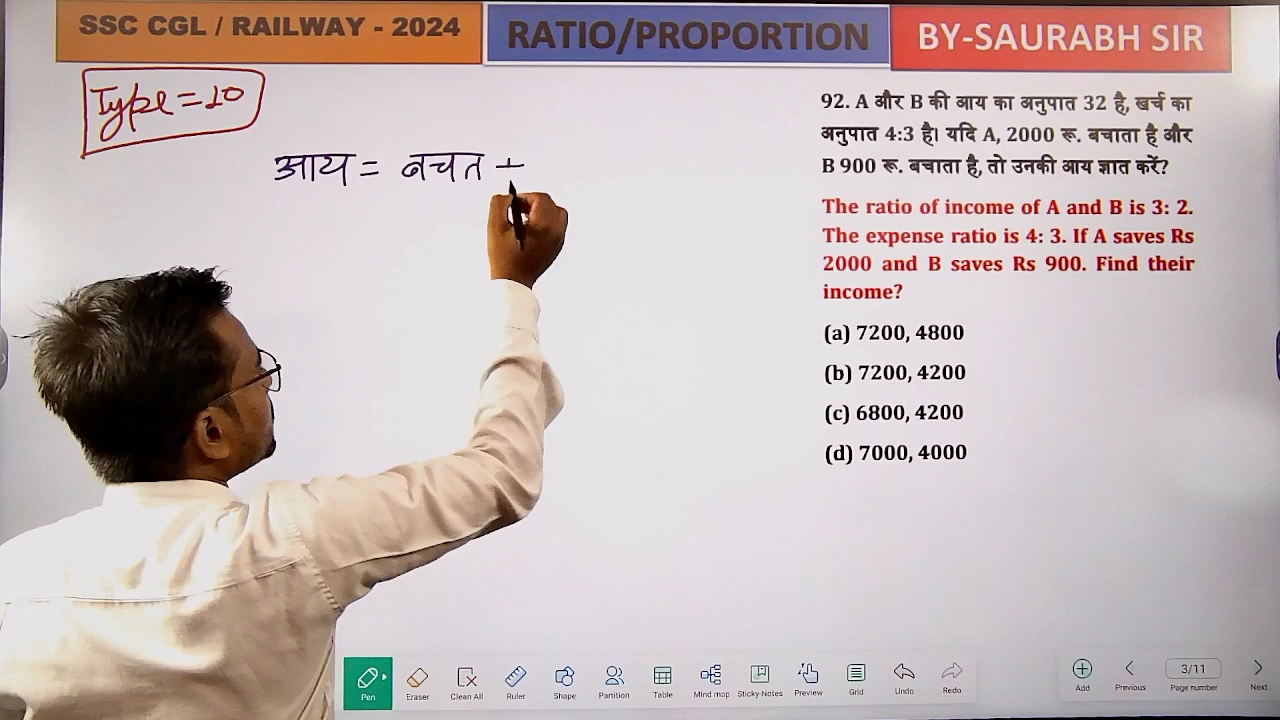 SSC CGL / RAILWAY - 2024
RATIO/PROPORTION
BY-SAURABH SIR
Type = 10
आय = बचत +
92. A और B की आय का अनुपात 32 है, खर्च का
अनुपात 4:3 है। यदि A, 2000 रू. बचाता है और
B 900 रू. बचाता है, तो उनकी आय ज्ञात करें?
The ratio of income of A and B is 3: 2.
The expense ratio is 4: 3. If A saves Rs
2000 and B saves Rs 900. Find their
income?
(a) 7200, 4800
(b) 7200, 4200
(c) 6800, 4200
(d) 7000, 4000
Pen
Eraser
Clean All
Ruler
Shape
Partition
Table
Mind map
Sticky-Notes
Preview
Grid
Undo
Redo
Add
Previous
3/11
Page number
Next